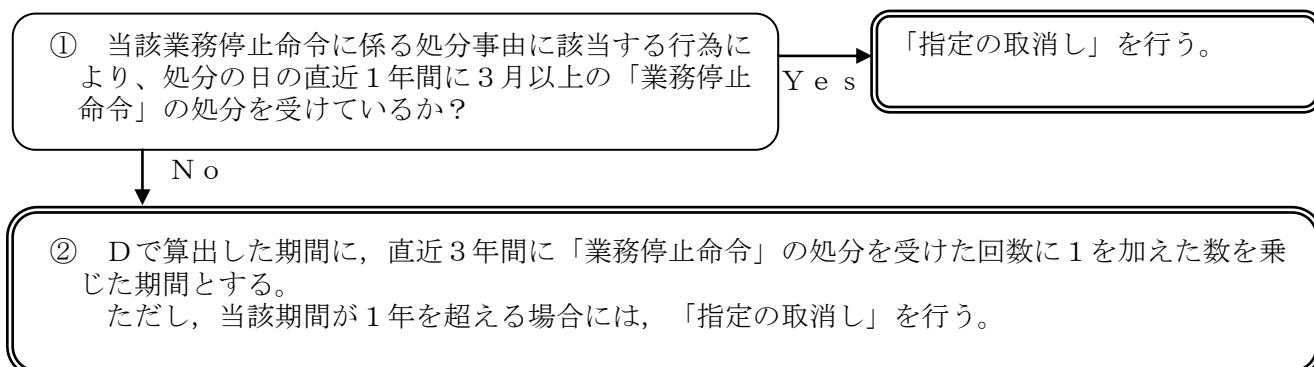 ① 当該業務停止命令に係る処分事由に該当する行為に
より、処分の日の直近１年間に３月以上の「業務停止
命令」の処分を受けているか？
Ｙｅｓ
「指定の取消し」を行う。
Ｎｏ
② Ｄで算出した期間に，直近３年間に「業務停止命令」の処分を受けた回数に１を加えた数を乗
じた期間とする。
ただし，当該期間が１年を超える場合には，「指定の取消し」を行う。